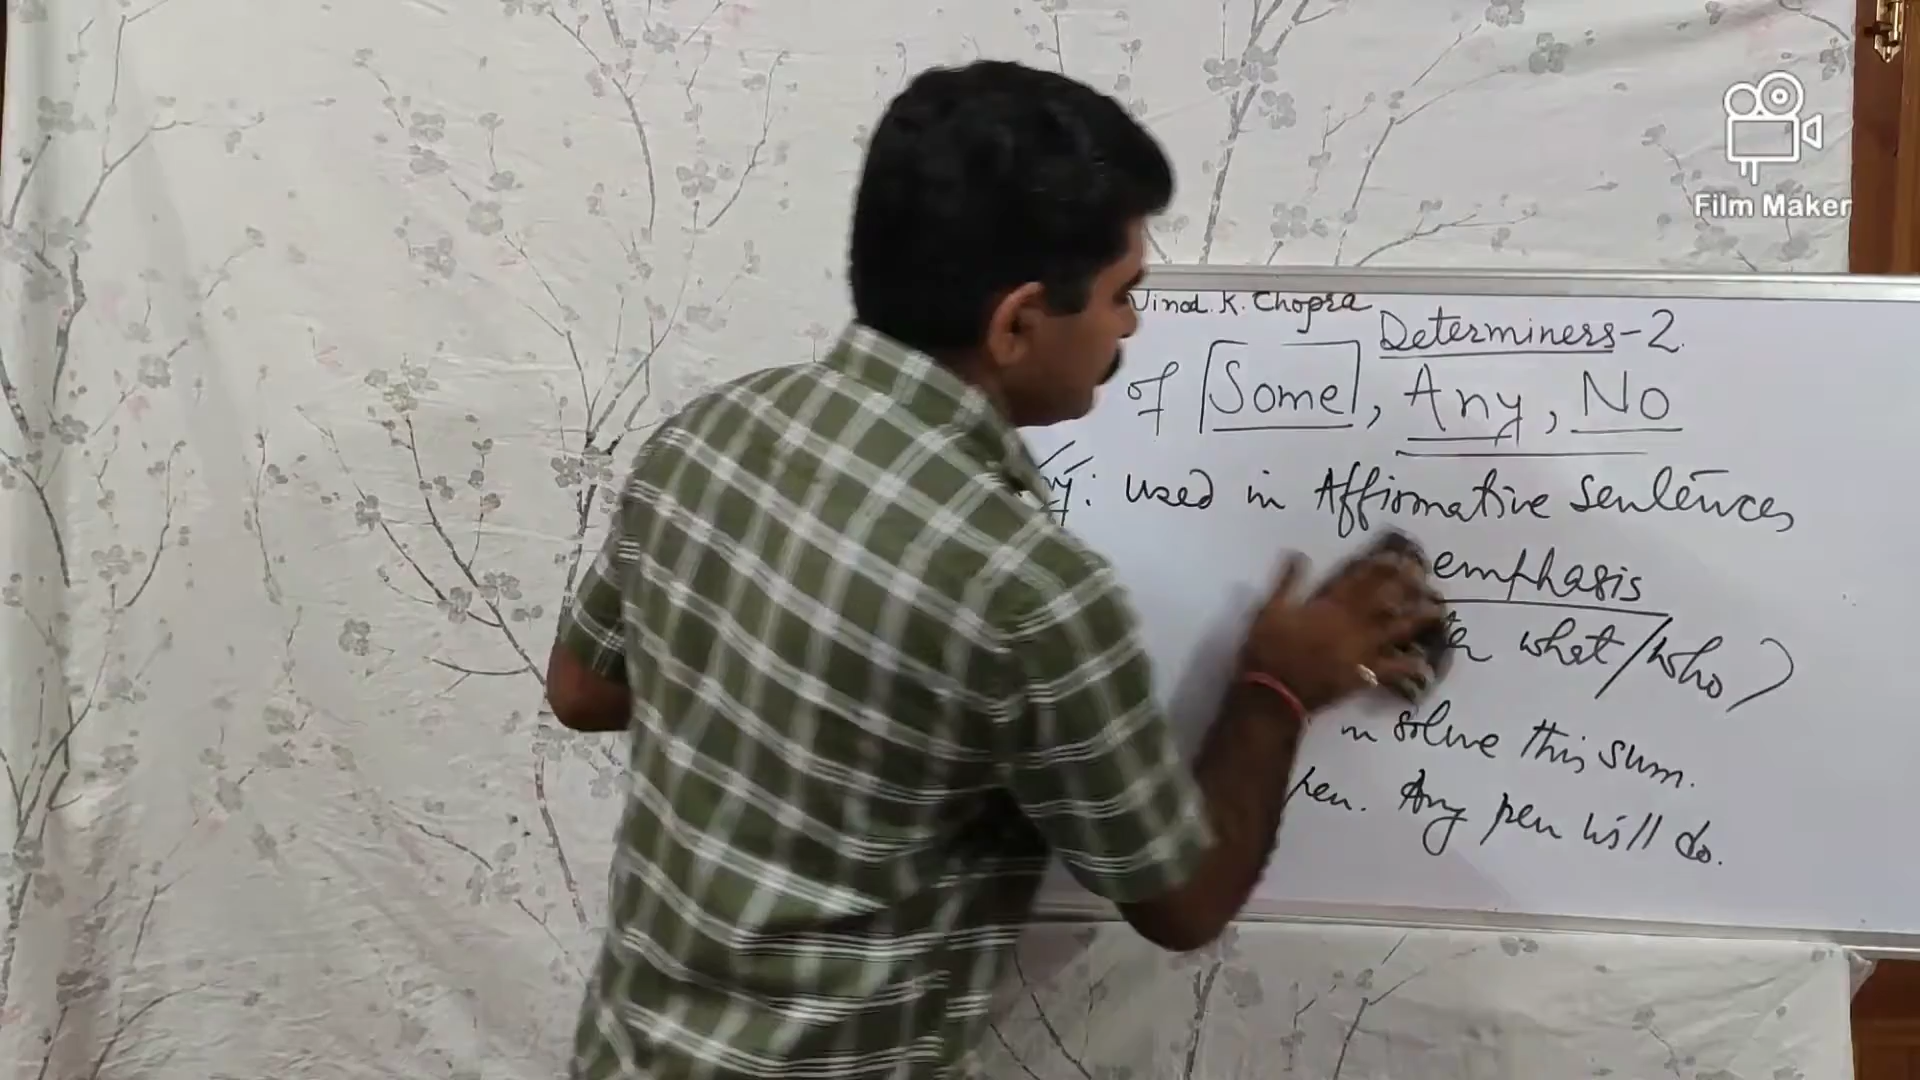 Vinod. K. Chopra
Determiners-2.
of Some, Any, No
: used in Affirmative Sentences
emphasis
what/who)
solve this sum.
pen. Any pen will do.
Film Maker